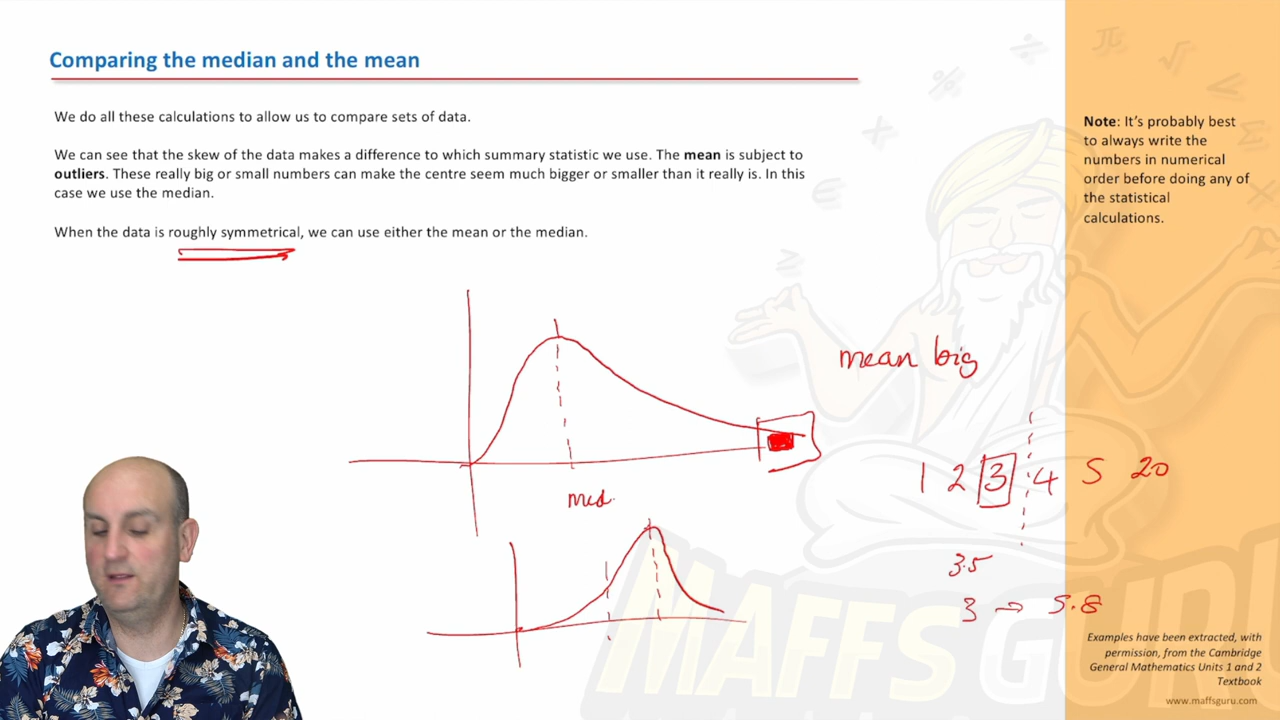 Comparing the median and the mean
We do all these calculations to allow us to compare sets of data.
We can see that the skew of the data makes a difference to which summary statistic we use. The mean is subject to
outliers. These really big or small numbers can make the centre seem much bigger or smaller than it really is. In this
case we use the median.
When the data is roughly symmetrical, we can use either the mean or the median.
Note: It's probably best
to always write the
numbers in numerical
order before doing any of
the statistical
calculations.
mean big
1 2 3 4 5 20
med.
3.5
3 → 5.8
MAFFS GURU
Examples have been extracted, with
permission, from the Cambridge
General Mathematics Units 1 and 2
Textbook
www.maffsguru.com